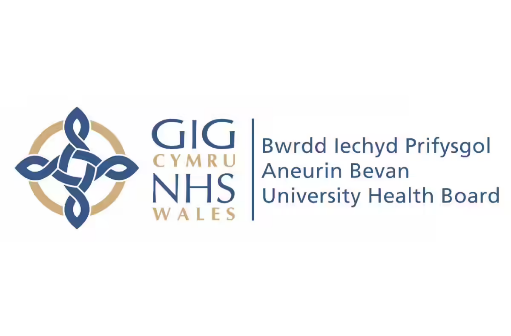 GIG
CYMRU
NHS
WALES
Bwrdd Iechyd Prifysgol
Aneurin Bevan
University Health Board